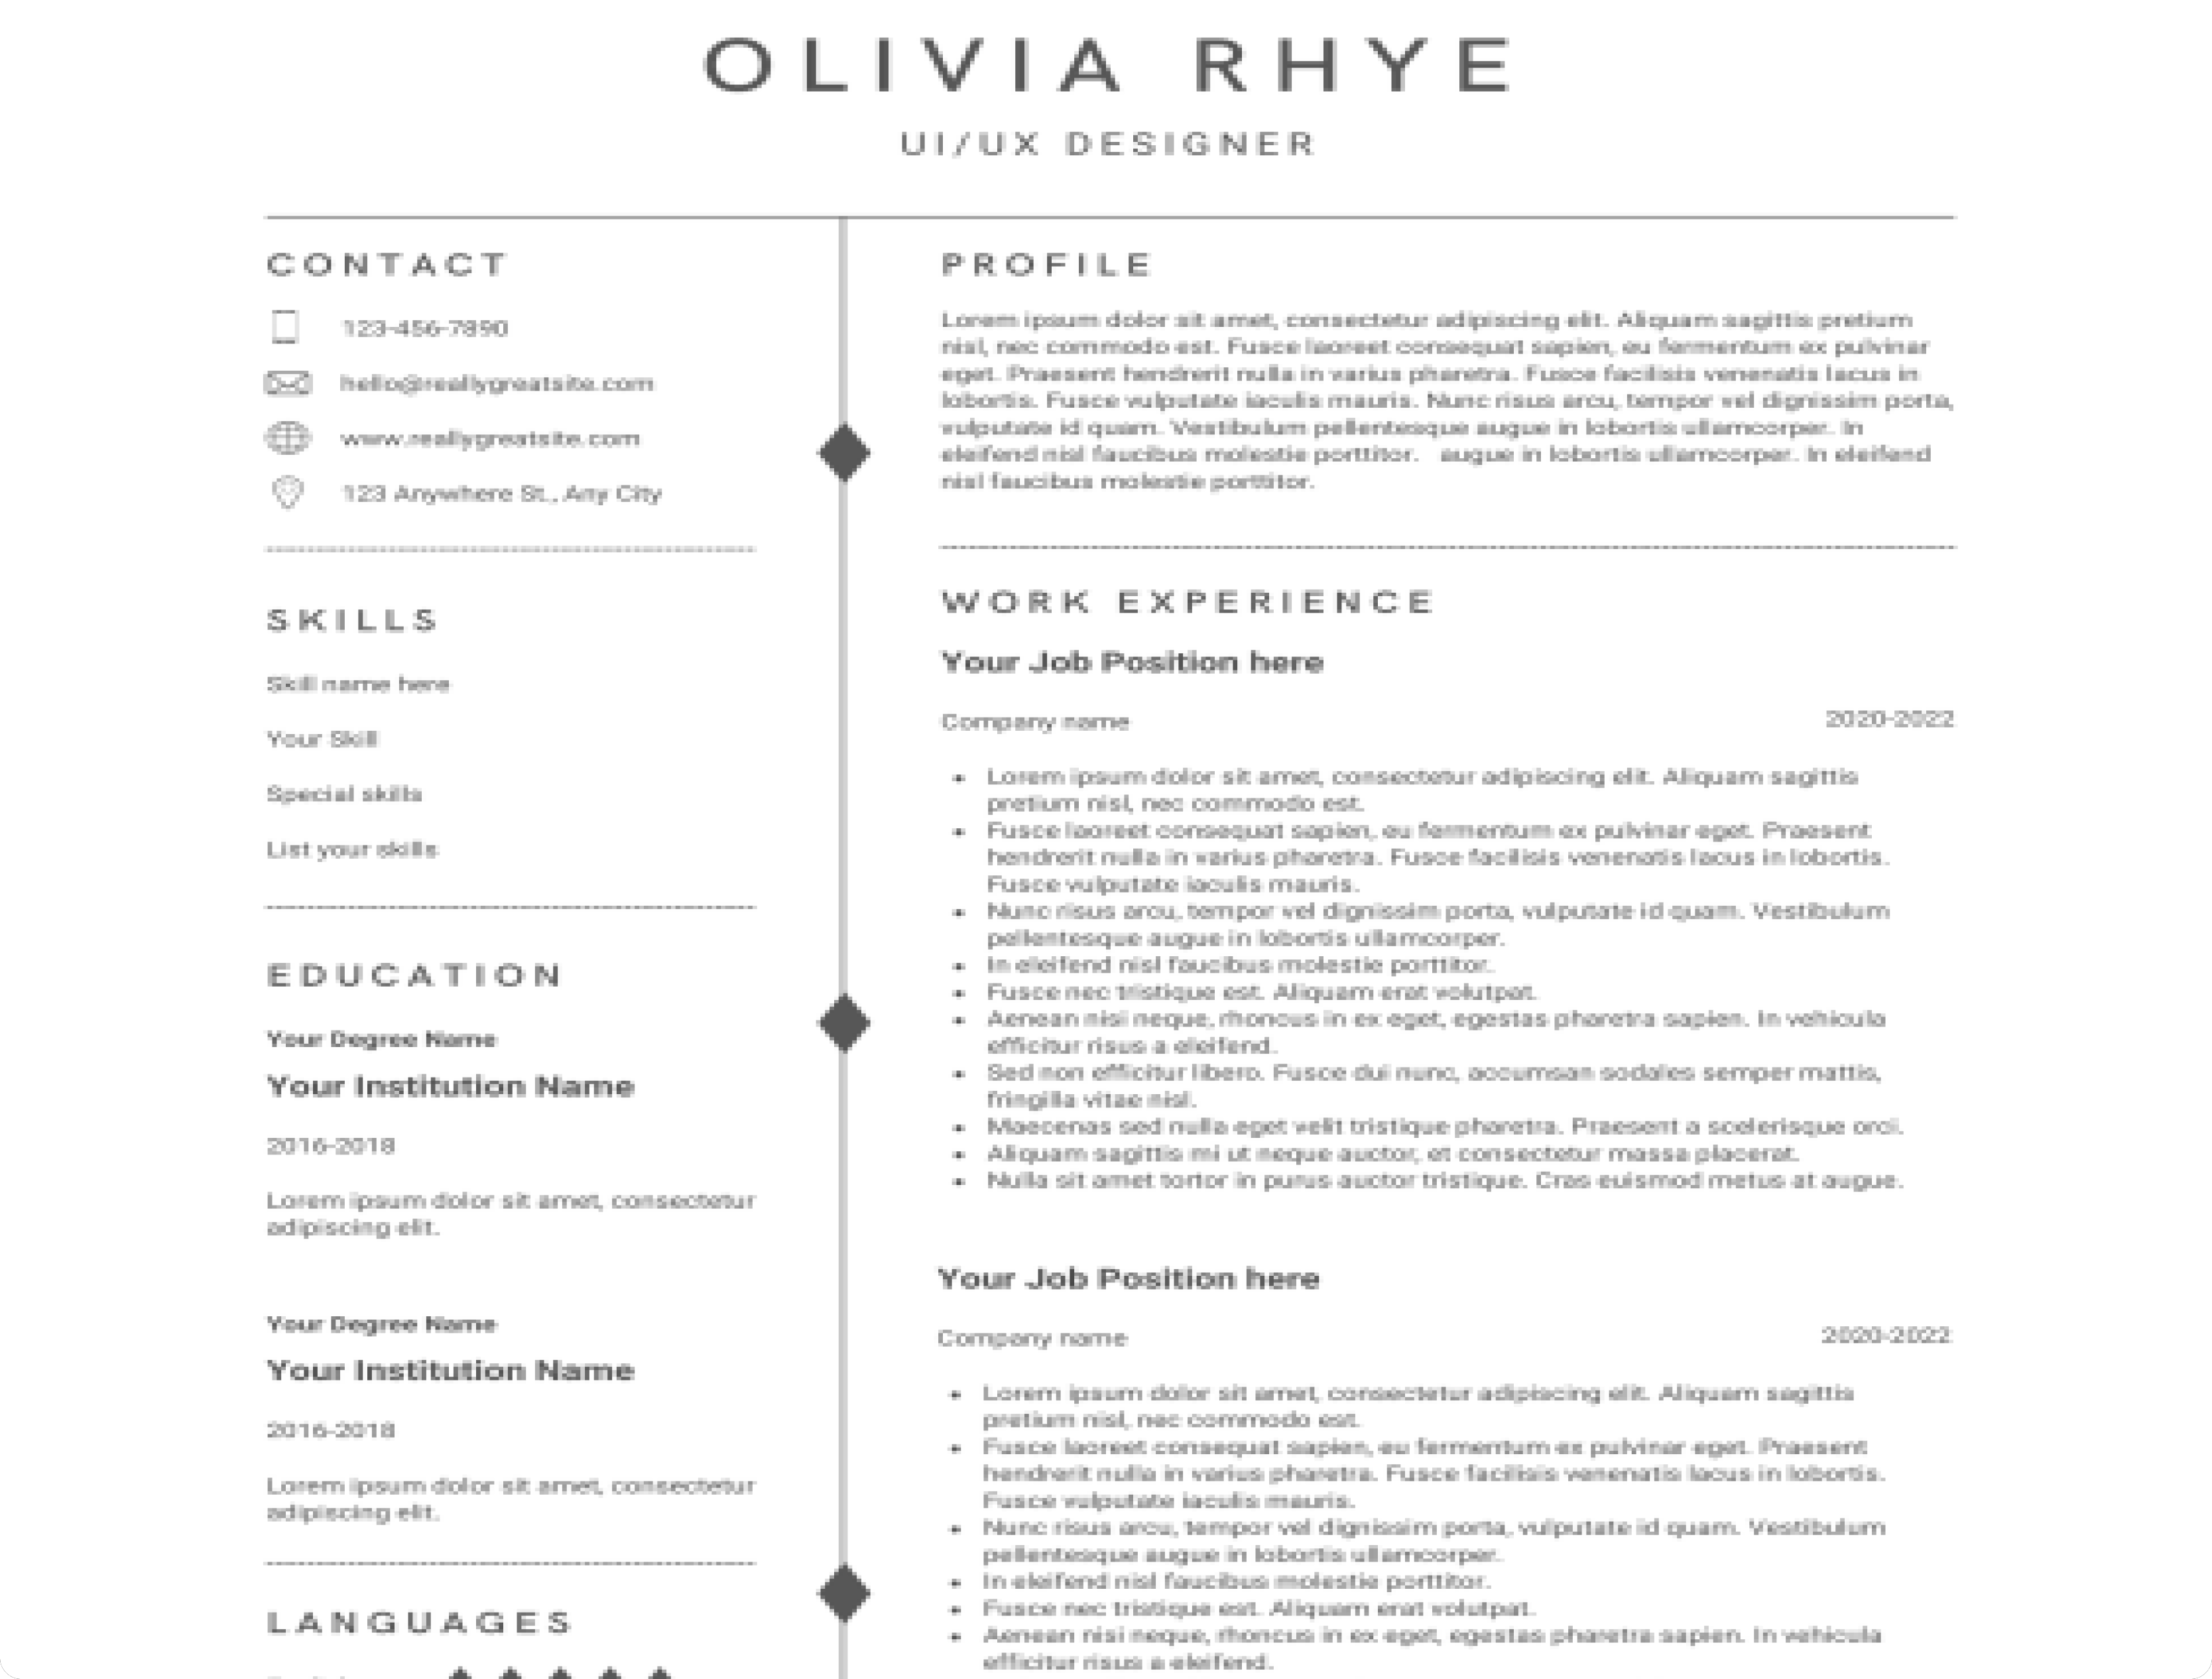 OLIVIA RHYE
UI/UX DESIGNER
CONTACT
123-456-7890
hello@reallygreatsite.com
www.reallygreatsite.com
123 Anywhere St., Any City
SKILLS
Skill name here
Your Skill
Special skills
List your skills
EDUCATION
Your Degree Name
Your Institution Name
2016-2018
Lorem ipsum dolor sit amet, consectetur
adipiscing elit.
Your Degree Name
Your Institution Name
2016-2018
Lorem ipsum dolor sit amet, consectetur
adipiscing elit.
LANGUAGES
PROFILE
Lorem ipsum dolor sit amet, consectetur adipiscing elit. Aliquam sagittis pretium
nisl, nec commodo est. Fusce laoreet consequat sapien, eu fermentum ex pulvinar
eget. Praesent hendrerit nulla in varius pharetra. Fusce facilisis venenatis lacus in
lobortis. Fusce vulputate iaculis mauris. Nunc risus arcu, tempor vel dignissim porta,
vulputate id quam. Vestibulum pellentesque augue in lobortis ullamcorper. In
eleifend nisl faucibus molestie porttitor. augue in lobortis ullamcorper. In eleifend
nisl faucibus molestie porttitor.
WORK EXPERIENCE
Your Job Position here
Company name 2020-2022
• Lorem ipsum dolor sit amet, consectetur adipiscing elit. Aliquam sagittis
pretium nisl, nec commodo est.
• Fusce laoreet consequat sapien, eu fermentum ex pulvinar eget. Praesent
hendrerit nulla in varius pharetra. Fusce facilisis venenatis lacus in lobortis.
Fusce vulputate iaculis mauris.
• Nunc risus arcu, tempor vel dignissim porta, vulputate id quam. Vestibulum
pellentesque augue in lobortis ullamcorper.
• In eleifend nisl faucibus molestie porttitor.
• Fusce nec tristique est. Aliquam erat volutpat.
• Aenean nisi neque, rhoncus in ex eget, egestas pharetra sapien. In vehicula
efficitur risus a eleifend.
• Sed non efficitur libero. Fusce dui nunc, accumsan sodales semper mattis,
fringilla vitae nisl.
• Maecenas sed nulla eget velit tristique pharetra. Praesent a scelerisque orci.
• Aliquam sagittis mi ut neque auctor, et consectetur massa placerat.
• Nulla sit amet tortor in purus auctor tristique. Cras euismod metus at augue.
Your Job Position here
Company name 2020-2022
• Lorem ipsum dolor sit amet, consectetur adipiscing elit. Aliquam sagittis
pretium nisl, nec commodo est.
• Fusce laoreet consequat sapien, eu fermentum ex pulvinar eget. Praesent
hendrerit nulla in varius pharetra. Fusce facilisis venenatis lacus in lobortis.
Fusce vulputate iaculis mauris.
• Nunc risus arcu, tempor vel dignissim porta, vulputate id quam. Vestibulum
pellentesque augue in lobortis ullamcorper.
• In eleifend nisl faucibus molestie porttitor.
• Fusce nec tristique est. Aliquam erat volutpat.
• Aenean nisi neque, rhoncus in ex eget, egestas pharetra sapien. In vehicula
efficitur risus a eleifend.